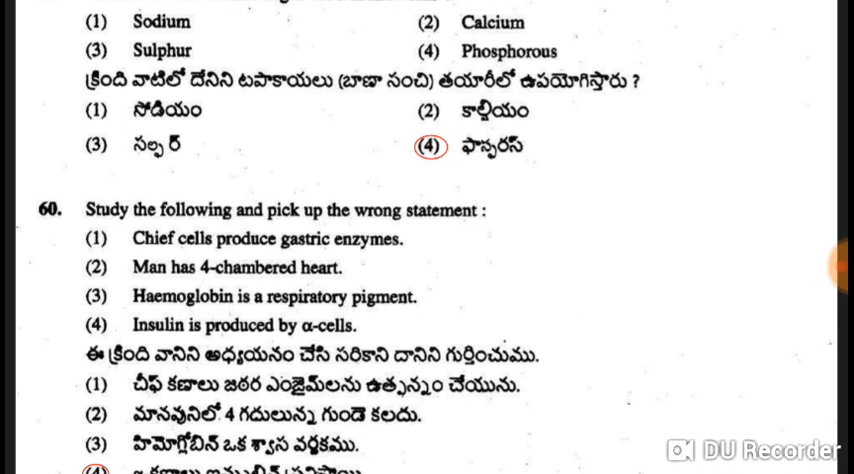 (1) Sodium (2) Calcium
(3) Sulphur (4) Phosphorous
క్రింది వాటిలో దేనిని టపాకాయలు (బాణా సంచి) తయారీలో ఉపయోగిస్తారు ?
(1) సోడియం (2) కాల్షియం
(3) సల్ఫర్ (4) ఫాస్ఫరస్
60. Study the following and pick up the wrong statement :
(1) Chief cells produce gastric enzymes.
(2) Man has 4-chambered heart.
(3) Haemoglobin is a respiratory pigment.
(4) Insulin is produced by α-cells.
ఈ క్రింది వానిని అధ్యయనం చేసి సరికాని దానిని గుర్తించుము.
(1) చీఫ్ కణాలు జఠర ఎంజైమ్‌లను ఉత్పన్నం చేయును.
(2) మానవునిలో 4 గదులున్న గుండె కలదు.
(3) హిమోగ్లోబిన్ ఒక శ్వాస వర్ణకము.
(4)
DU Recorder